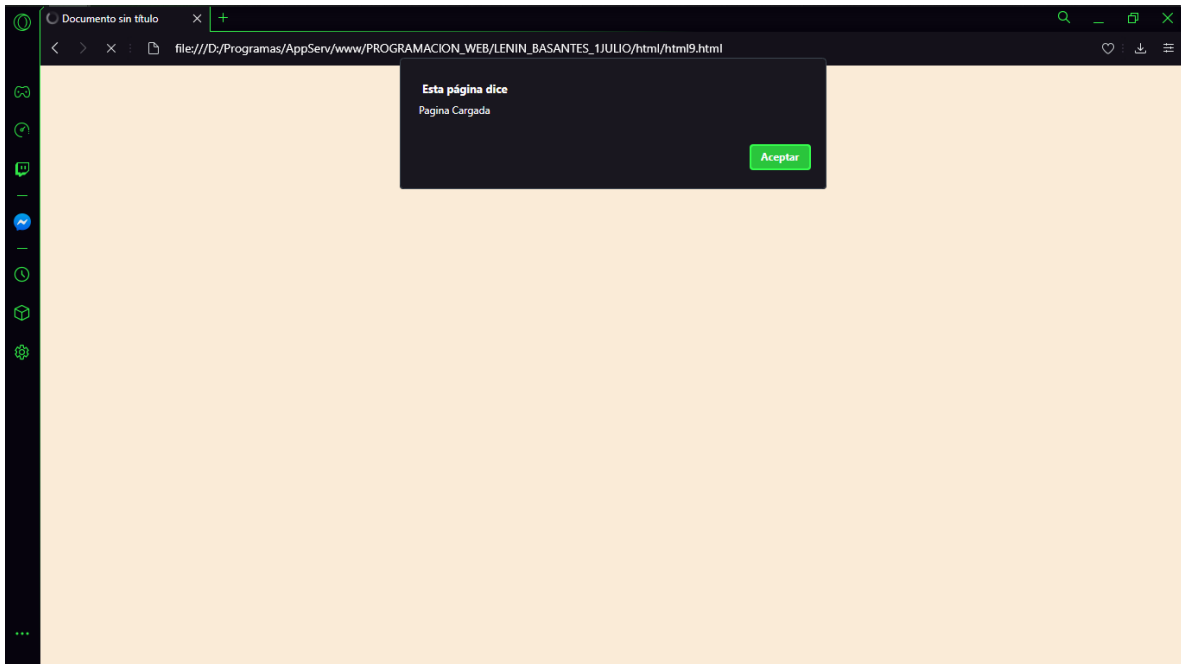 Documento sin título
file:///D:/Programas/AppServ/www/PROGRAMACION_WEB/LENIN_BASANTES_1JULIO/html/html9.html
Esta página dice
Pagina Cargada
Aceptar